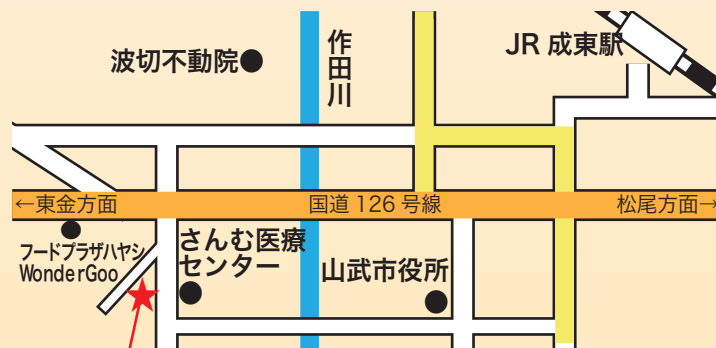 JR 成東駅
波切不動院
作田川
←東金方面
国道 126 号線
松尾方面→
フードプラザハヤシ
WonderGoo
さんむ医療
センター
山武市役所